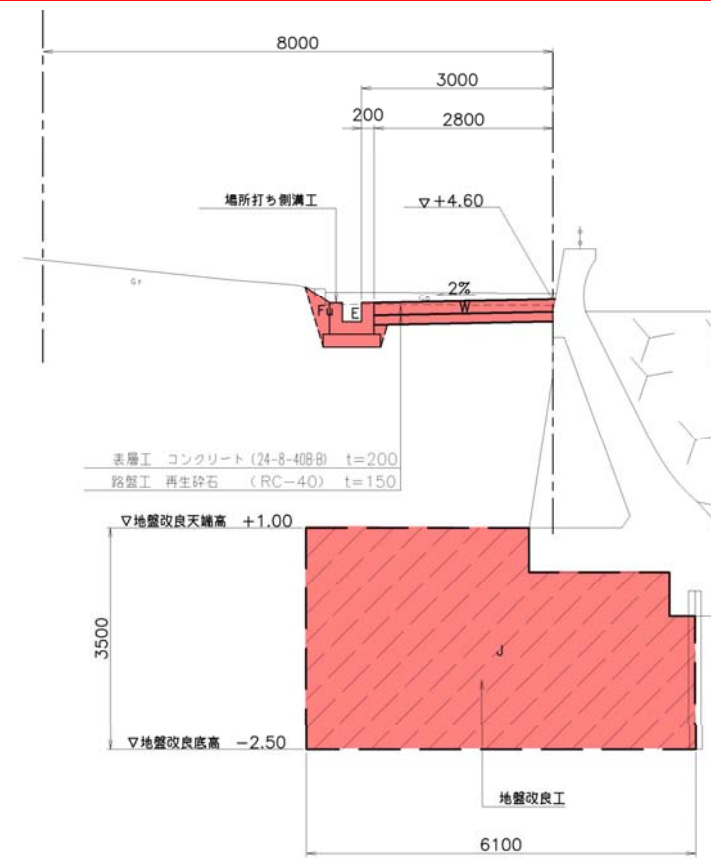 8000
3000
200
2800
場所打ち側溝工
▽+4.60
Gr
2%
Fu
E
W
表層工 コンクリート(24-8-40BB) t=200
路盤工 再生砕石 (RC-40) t=150
▽地盤改良天端高 +1.00
3500
J
▽地盤改良底高 -2.50
地盤改良工
6100